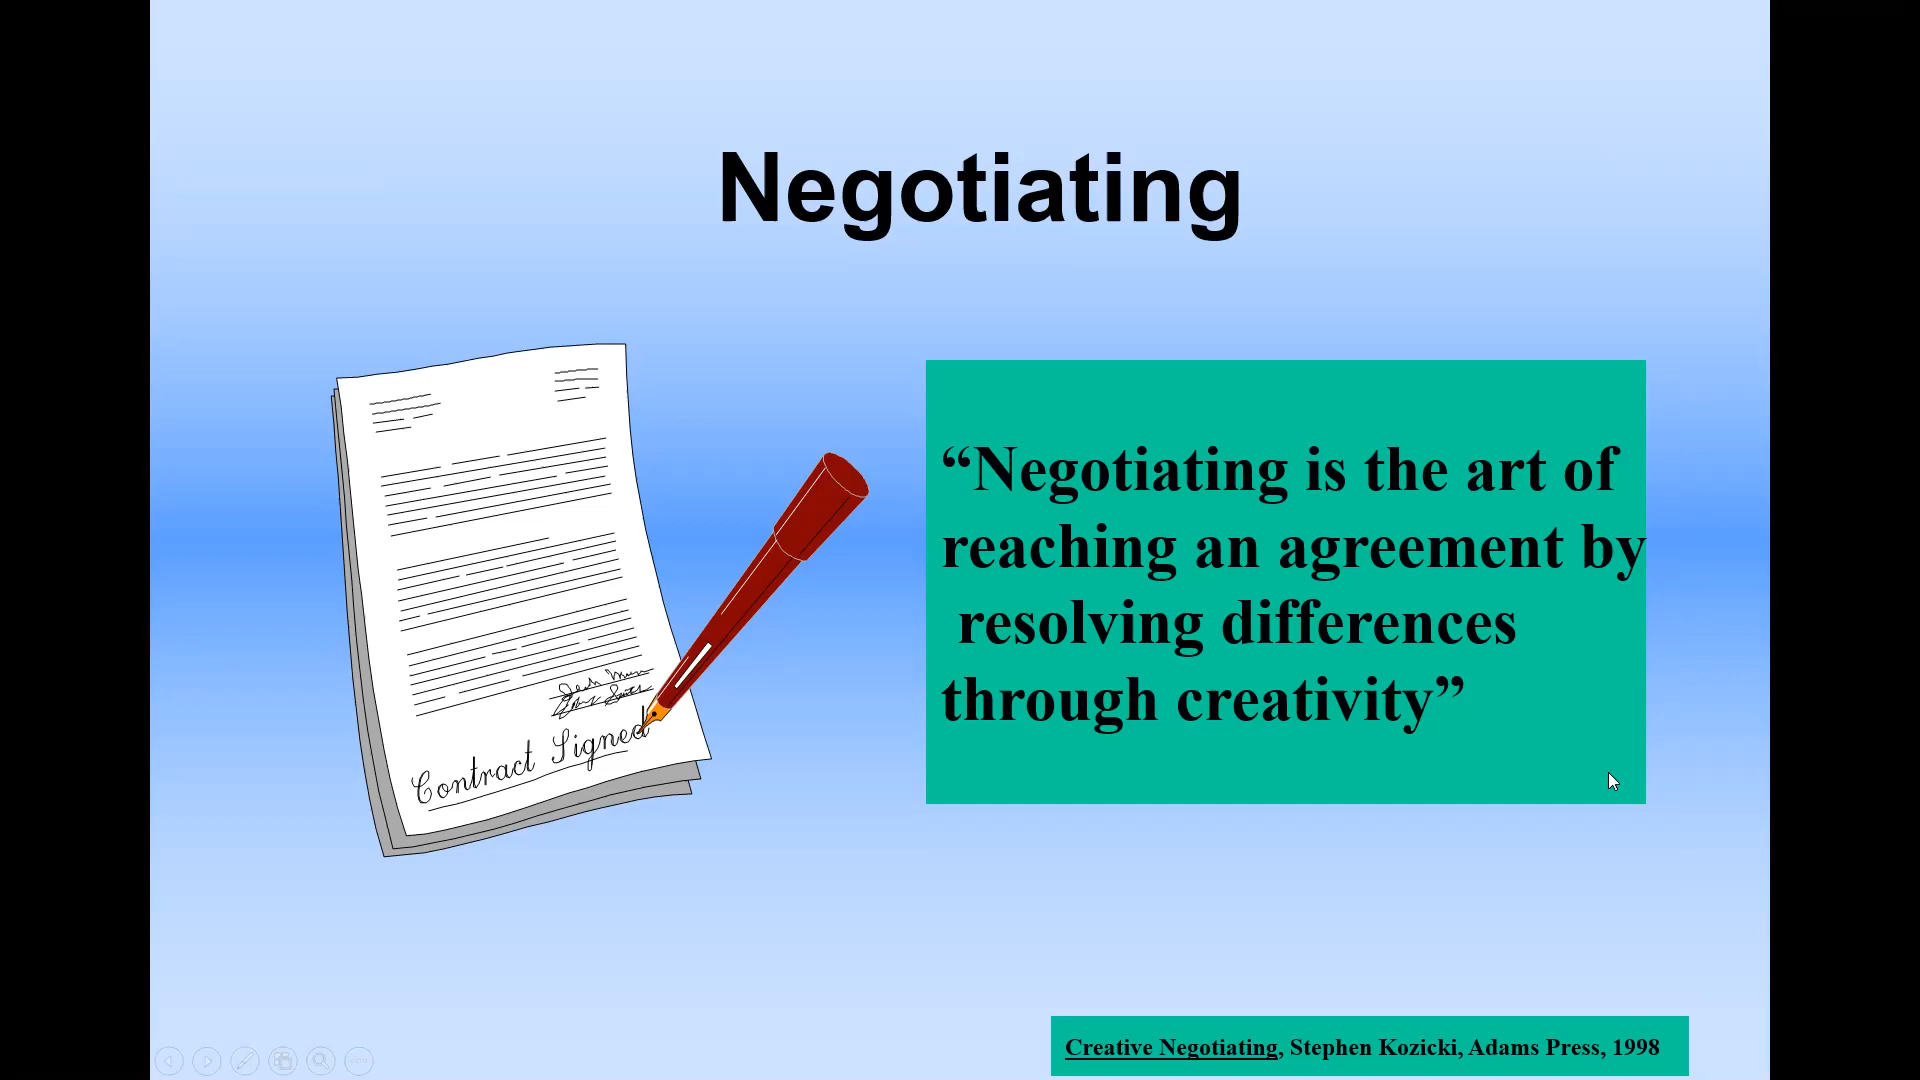 Negotiating
“Negotiating is the art of
reaching an agreement by
resolving differences
through creativity”
Contract Signed
Creative Negotiating, Stephen Kozicki, Adams Press, 1998